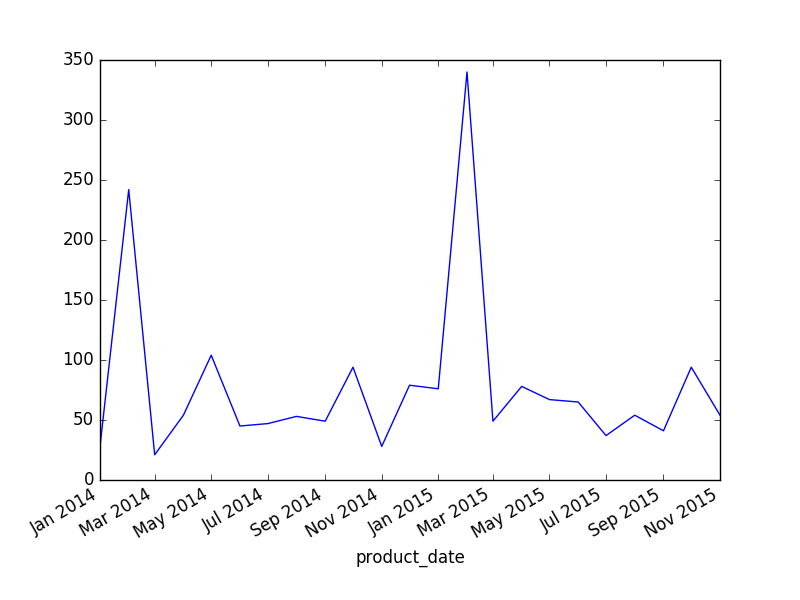 350
300
250
200
150
100
50
0
Jan 2014
Mar 2014
May 2014
Jul 2014
Sep 2014
Nov 2014
Jan 2015
Mar 2015
May 2015
Jul 2015
Sep 2015
Nov 2015
product_date